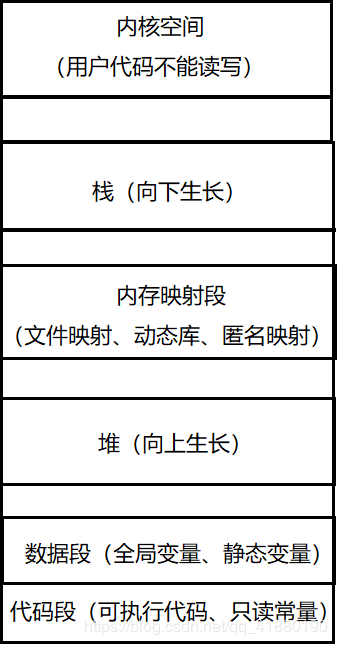 内核空间
（用户代码不能读写）
栈（向下生长）
内存映射段
（文件映射、动态库、匿名映射）
堆（向上生长）
数据段（全局变量、静态变量）
代码段（可执行代码、只读常量）
https://blog.csdn.net/qq_41880190